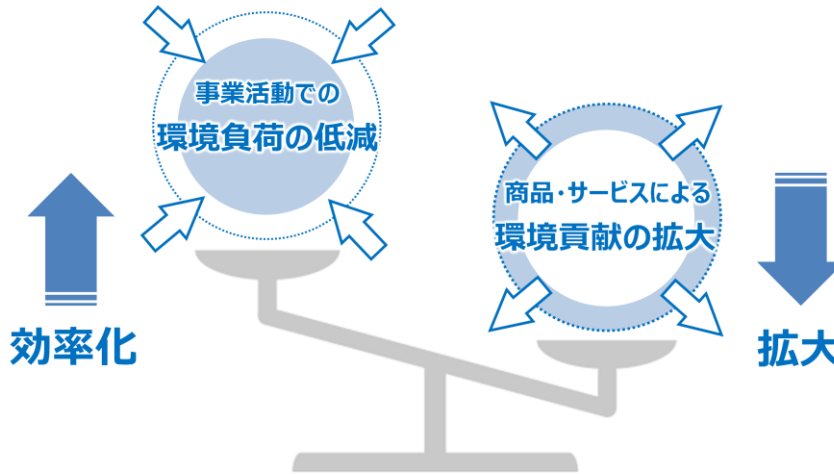 事業活動での
環境負荷の低減
商品・サービスによる
環境貢献の拡大
効率化
拡大